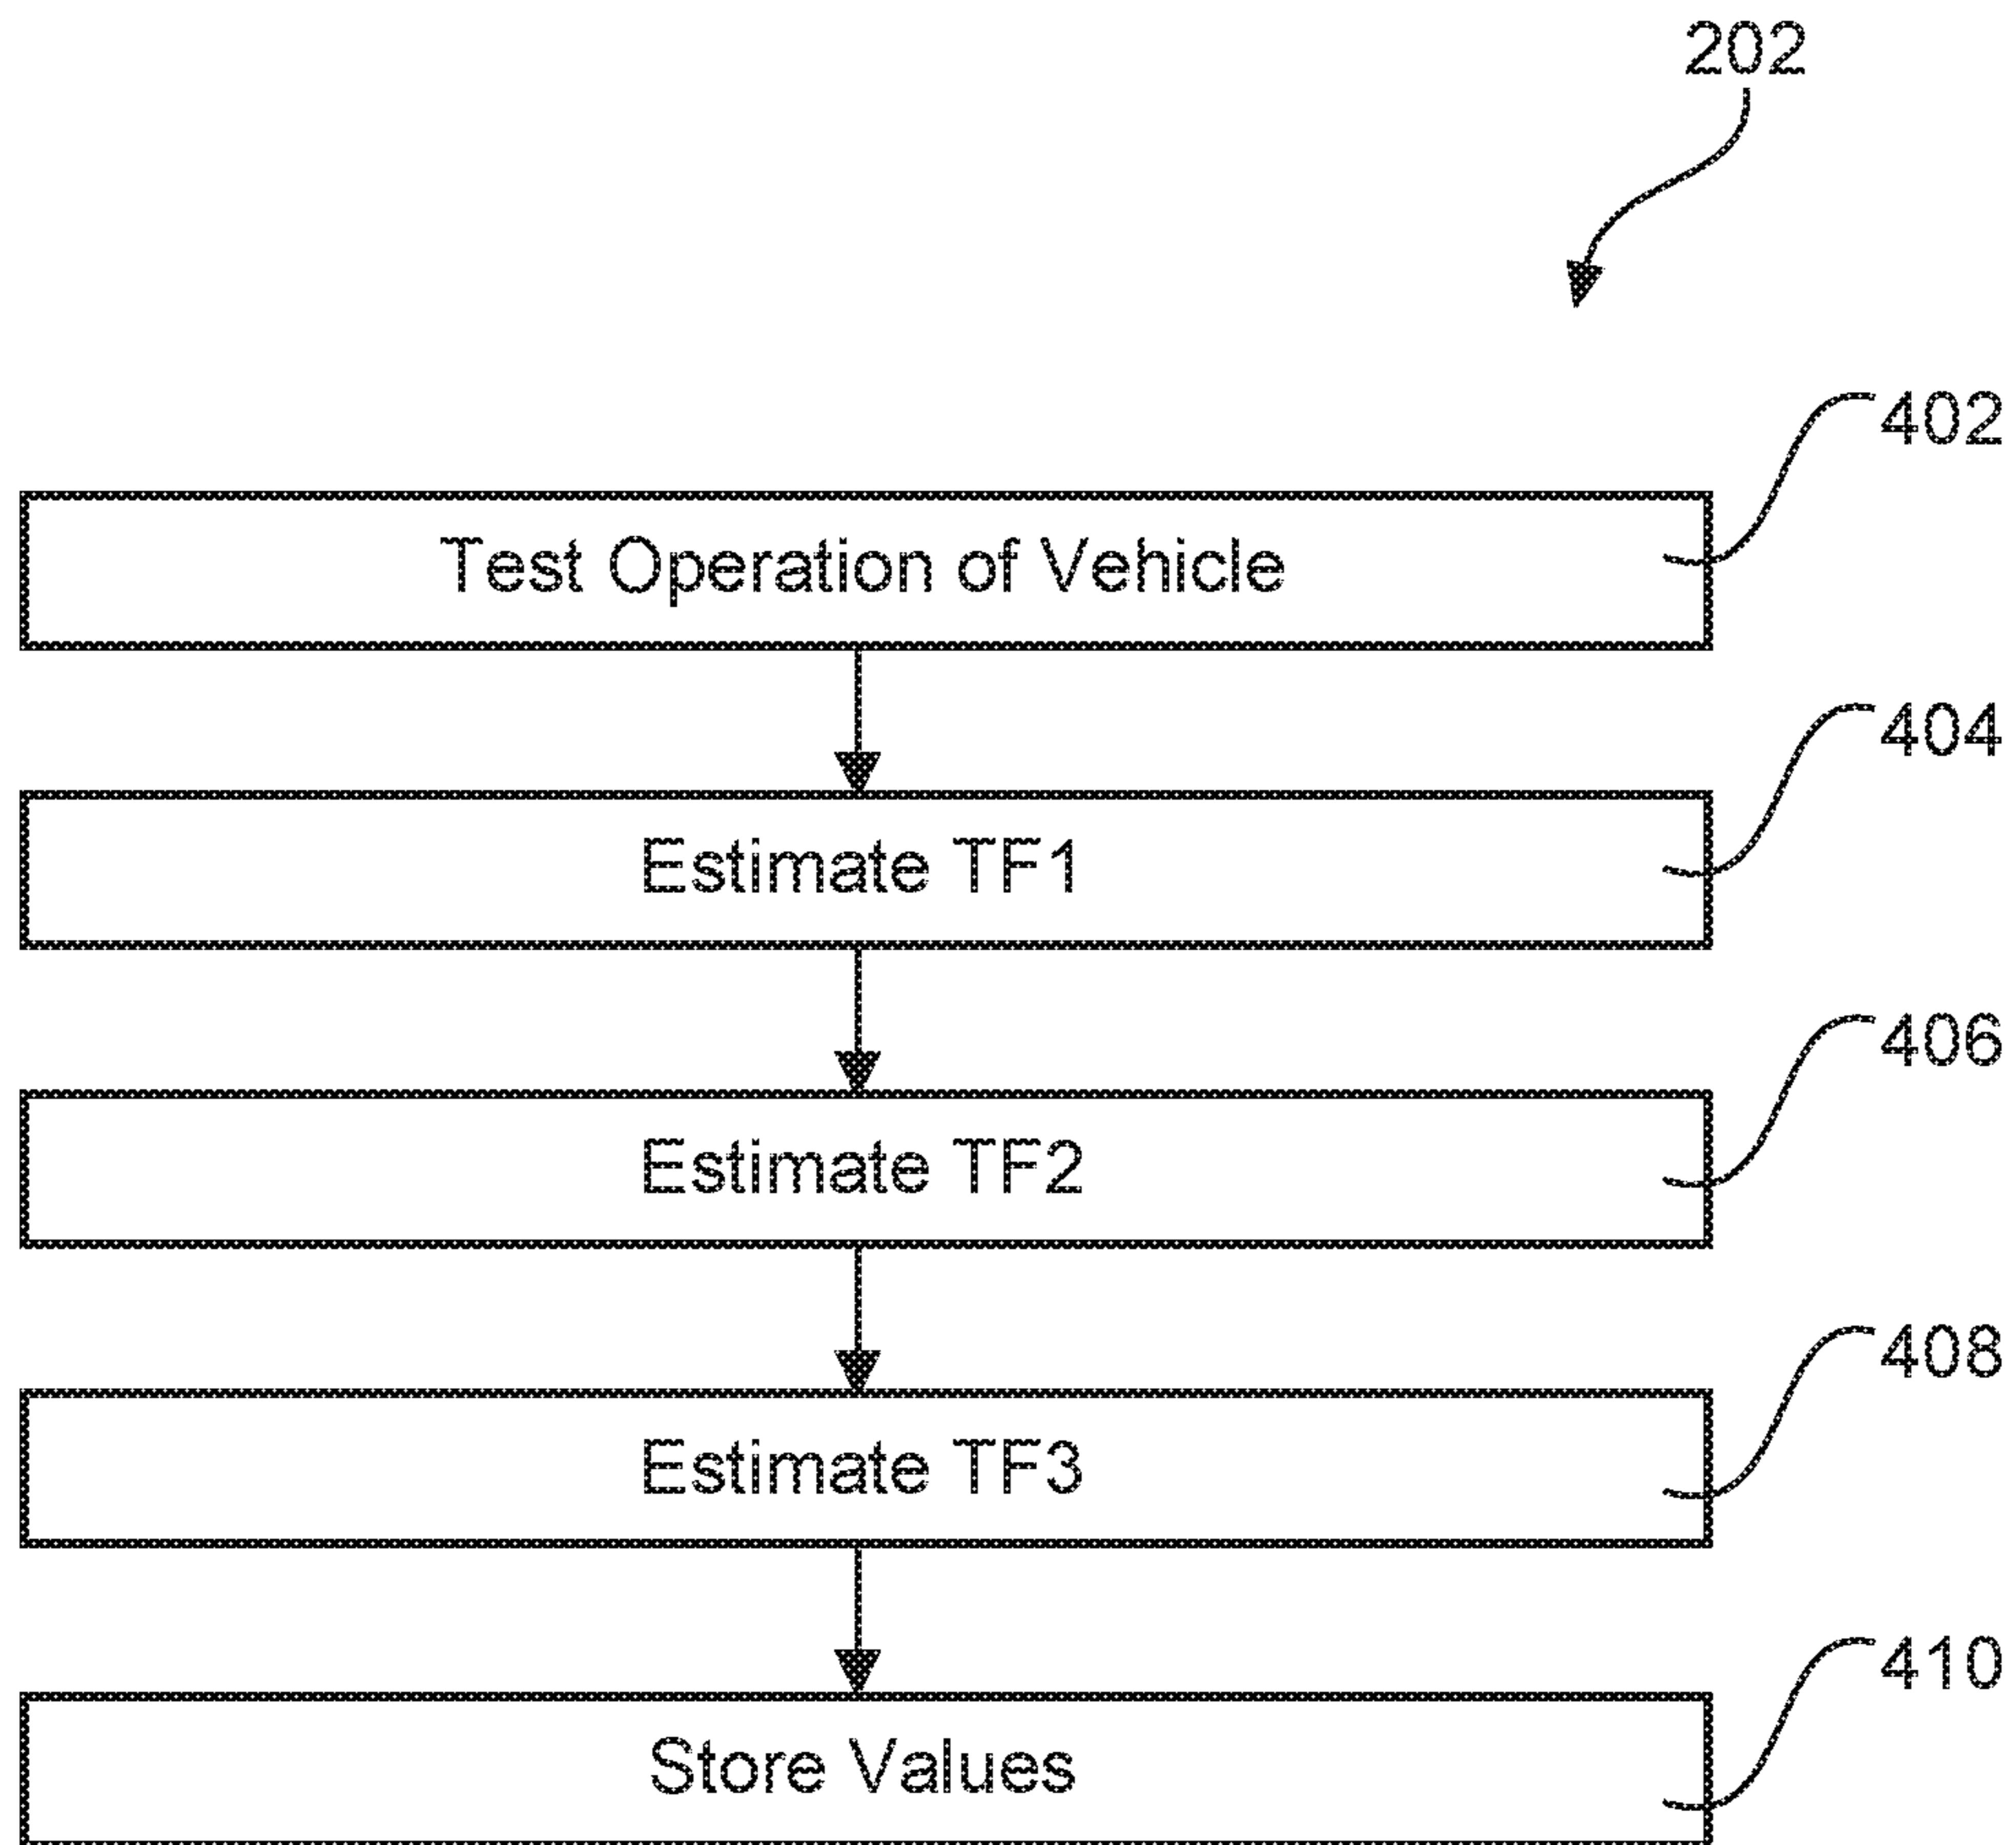 202
402
Test Operation of Vehicle
404
Estimate TF1
406
Estimate TF2
408
Estimate TF3
410
Store Values